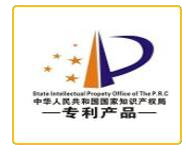 State Intellectual Propety Office of The P.R.C
中华人民共和国国家知识产权局
—专利产品—